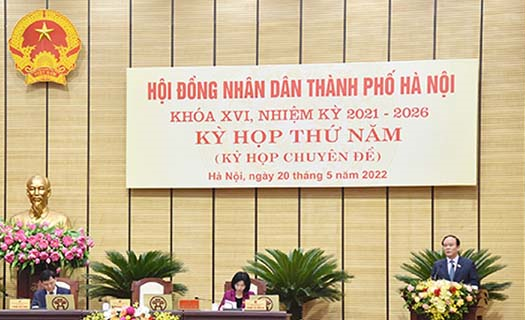 HỘI ĐỒNG NHÂN DÂN THÀNH PHỐ HÀ NỘI
KHÓA XVI, NHIỆM KỲ 2021 - 2026
KỲ HỌP THỨ NĂM
(KỲ HỌP CHUYÊN ĐỀ)
Hà Nội, ngày 20 tháng 5 năm 2022